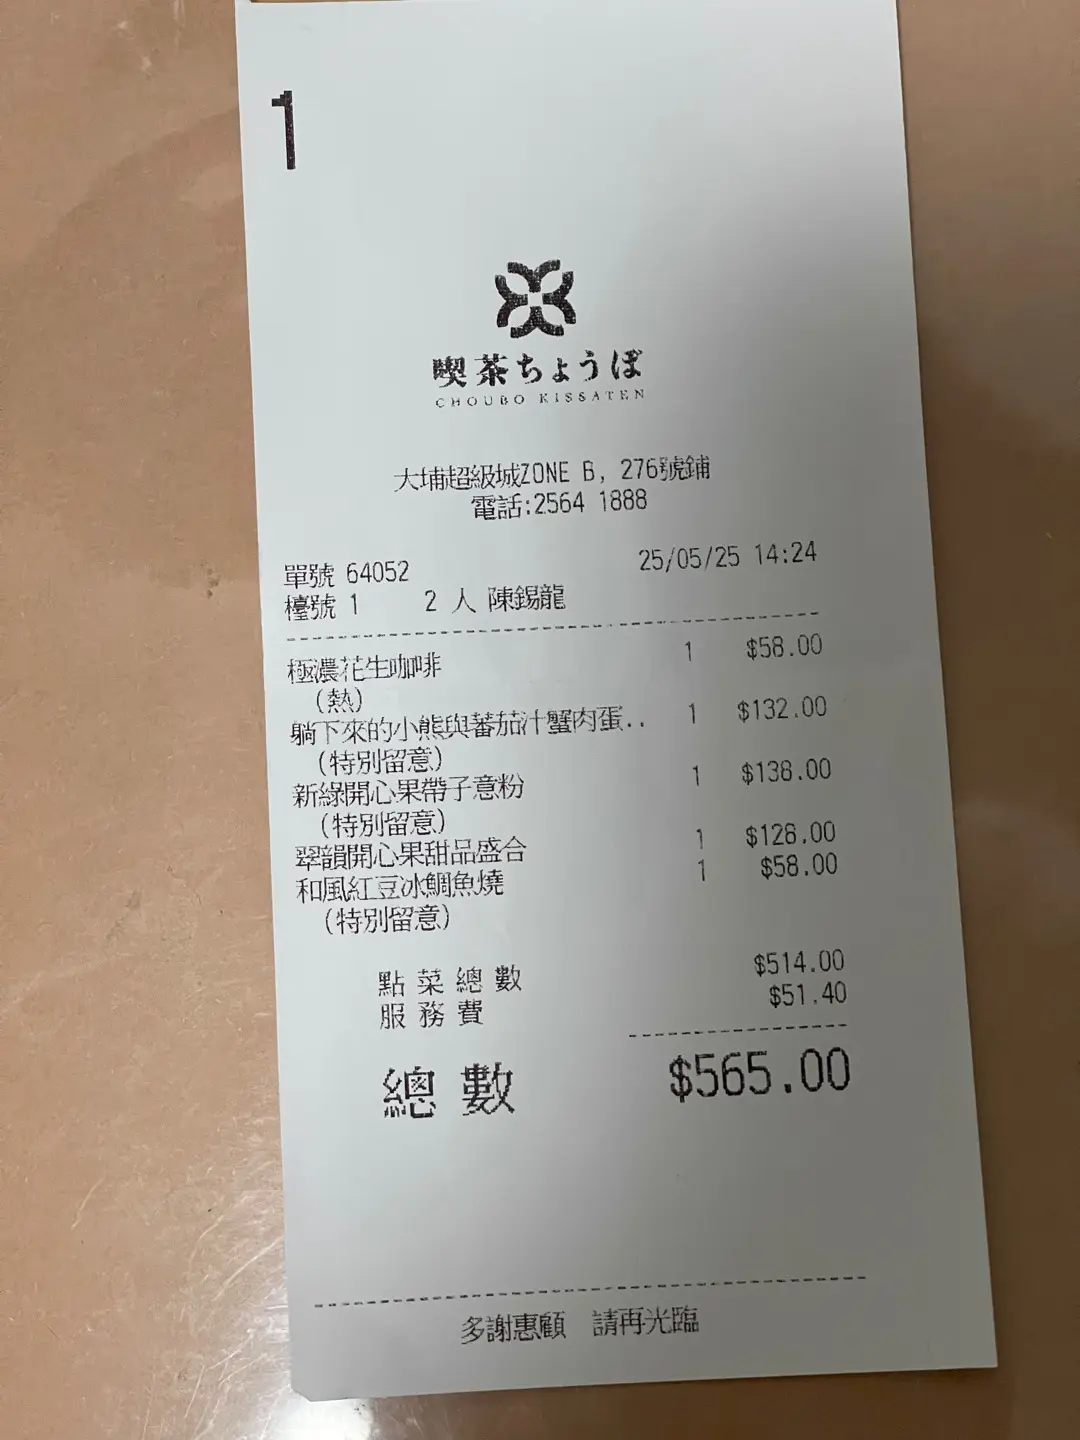 1
喫茶ちょうぼ
CHOUBO KISSATEN
大埔超級城ZONE B, 276號鋪
電話:2564 1888
單號 64052 25/05/25 14:24
檯號 1 2 人 陳錫龍
極濃花生咖啡 1 $58.00
(熱)
躺下來的小熊與蕃茄汁蟹肉蛋.. 1 $132.00
(特別留意)
新綠開心果帶子意粉 1 $138.00
(特別留意)
翠韻開心果甜品盛合 1 $128.00
和風紅豆冰鯛魚燒 1 $58.00
(特別留意)
點菜總數 $514.00
服務費 $51.40
總數 $565.00
多謝惠顧 請再光臨